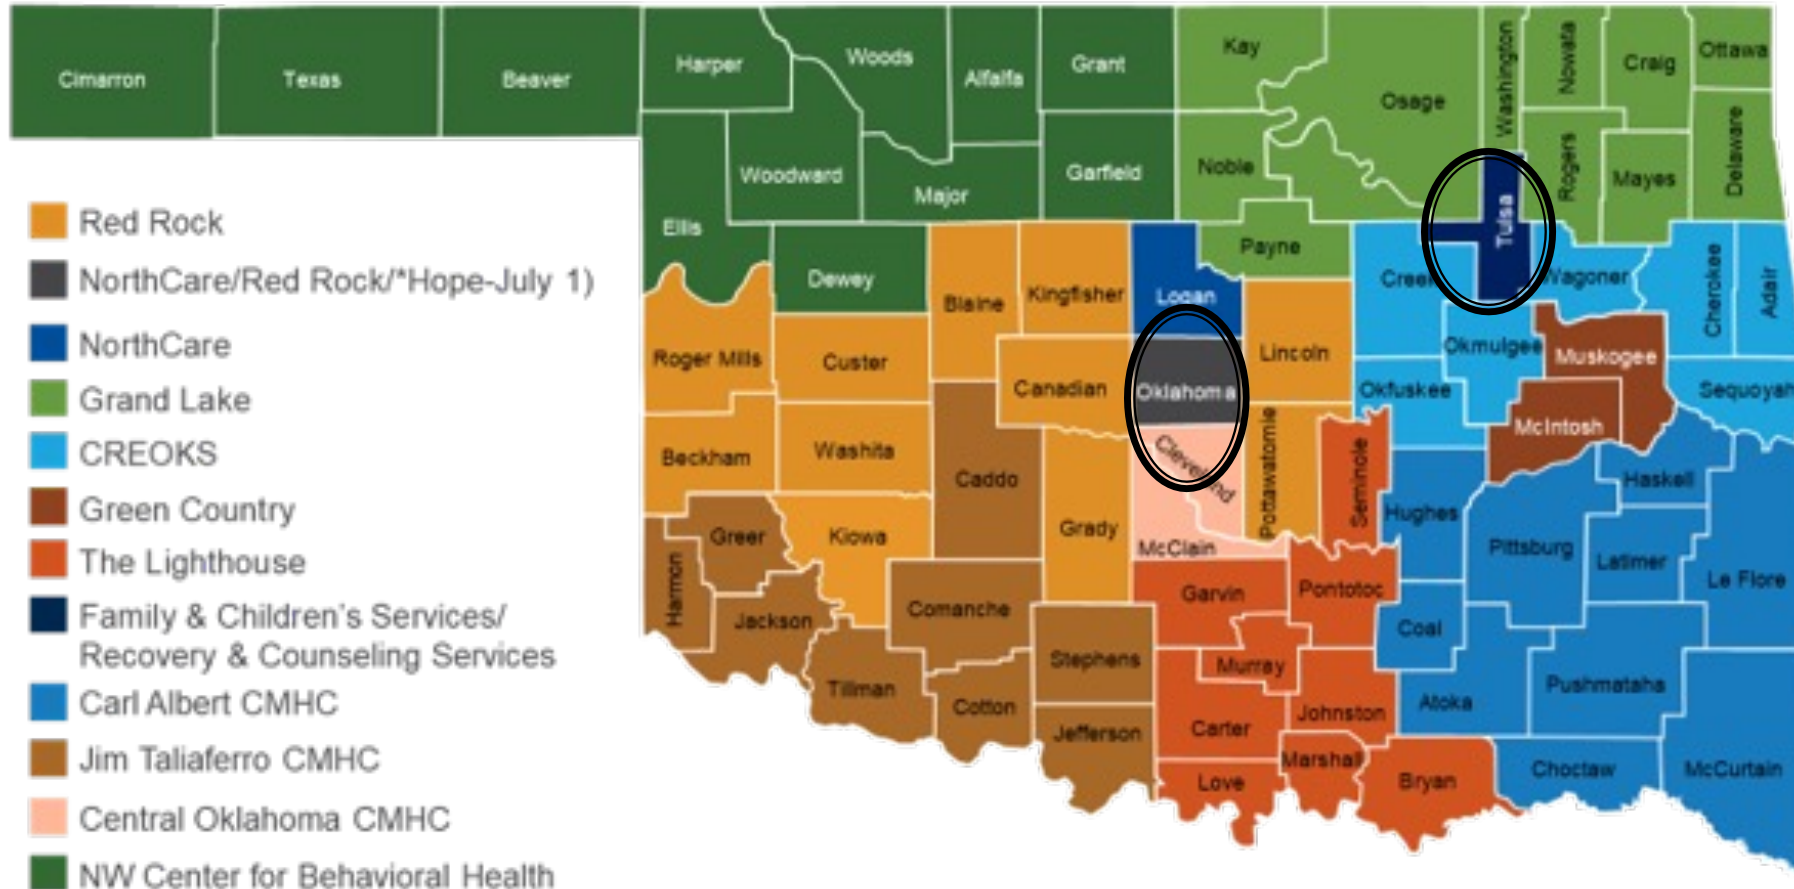 Cimarron
Texas
Beaver
Harper
Woods
Alfalfa
Grant
Kay
Osage
Washington
Nowata
Craig
Ottawa
Ellis
Woodward
Major
Garfield
Noble
Tulsa
Rogers
Mayes
Delaware
Dewey
Blaine
Kingfisher
Logan
Payne
Creek
Wagoner
Cherokee
Adair
Roger Mills
Custer
Canadian
Oklahoma
Lincoln
Okmulgee
Muskogee
Okfuskee
Sequoyah
Beckham
Washita
Caddo
Grady
Cleveland
Pottawatomie
Seminole
McIntosh
Hughes
Haskell
Harmon
Greer
Kiowa
McClain
Pittsburg
Latimer
Le Flore
Jackson
Comanche
Garvin
Pontotoc
Coal
Tillman
Stephens
Murray
Cotton
Johnston
Atoka
Pushmataha
Jefferson
Carter
Love
Marshall
Bryan
Choctaw
McCurtain
Red Rock
NorthCare/Red Rock/*Hope-July 1)
NorthCare
Grand Lake
CREOKS
Green Country
The Lighthouse
Family & Children's Services/
Recovery & Counseling Services
Carl Albert CMHC
Jim Taliaferro CMHC
Central Oklahoma CMHC
NW Center for Behavioral Health